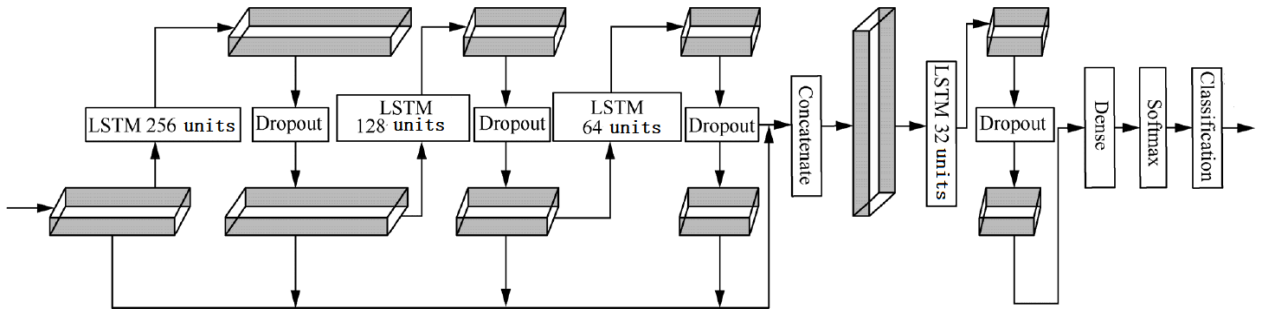 LSTM 256 units
Dropout
LSTM
128 units
Dropout
LSTM
64 units
Dropout
Concatenate
LSTM 32 units
Dropout
Dense
Softmax
Classification